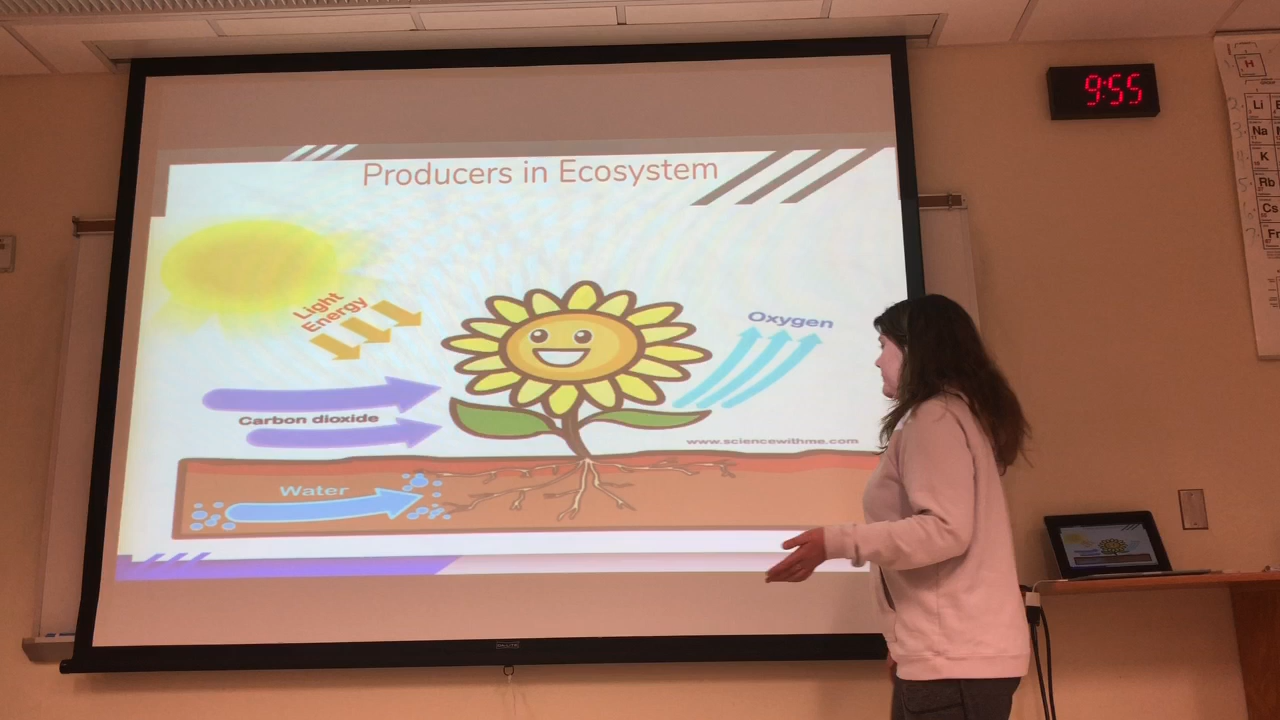 Producers in Ecosystem
9:55
H
Li
Na
K
Rb
Cs
Fr
Light
Energy
Oxygen
Carbon dioxide
www.sciencewithme.com
Water